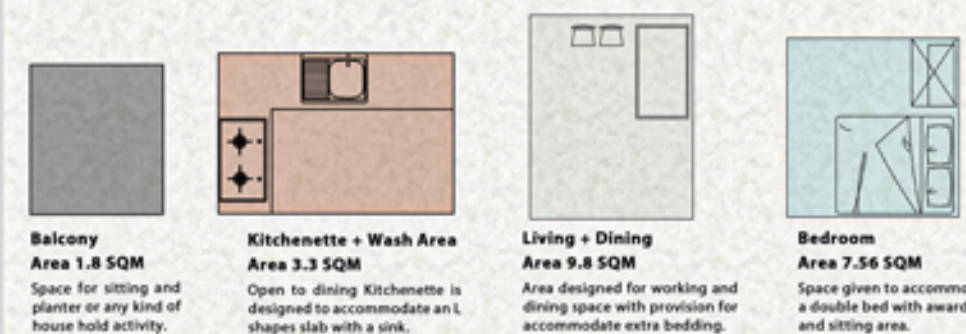 Balcony
Area 1.8 SQM
Space for sitting and
planter or any kind of
house hold activity.
Kitchenette + Wash Area
Area 3.3 SQM
Open to dining Kitchenette is
designed to accommodate an L
shapes slab with a sink.
Living + Dining
Area 9.8 SQM
Area designed for working and
dining space with provision for
accommodate extra bedding.
Bedroom
Area 7.56 SQM
Space given to accommo
a double bed with award
and sitting area.